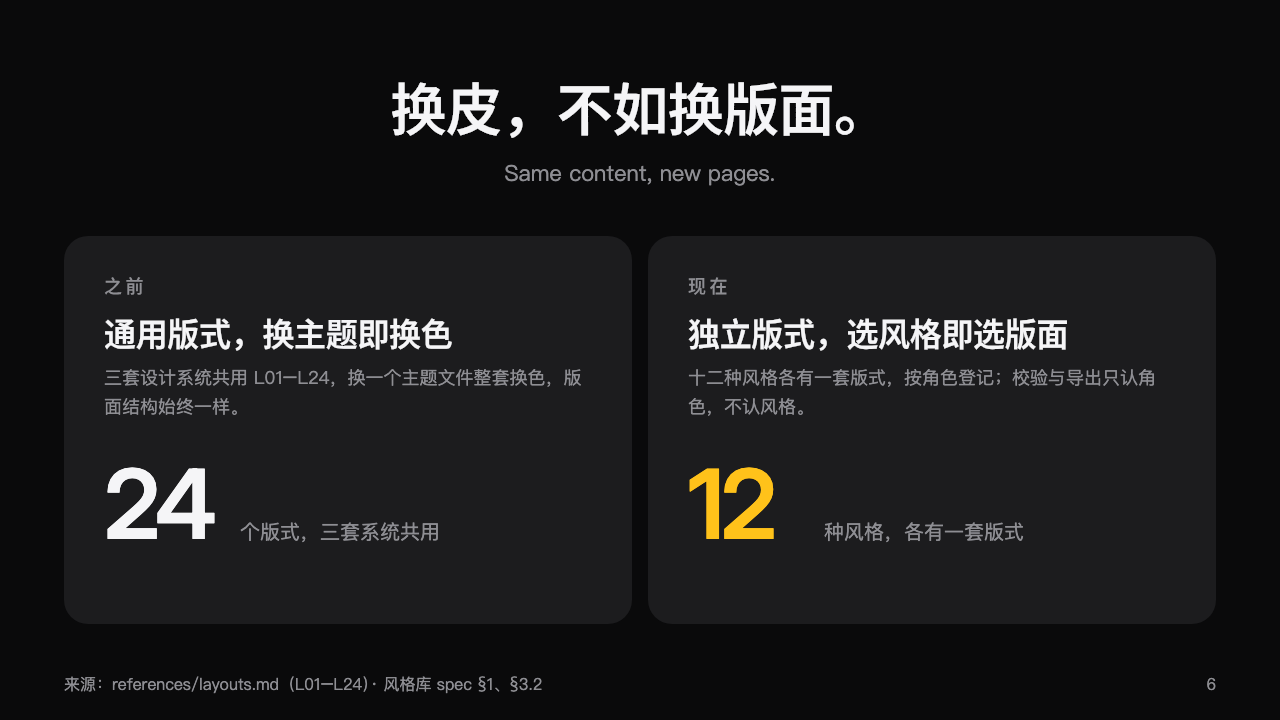 换皮，不如换版面。
Same content, new pages.
之前
通用版式，换主题即换色
三套设计系统共用 L01—L24，换一个主题文件整套换色，版
面结构始终一样。
24 个版式，三套系统共用
现在
独立版式，选风格即选版面
十二种风格各有一套版式，按角色登记；校验与导出只认角
色，不认风格。
12 种风格，各有一套版式
来源：references/layouts.md（L01—L24）· 风格库 spec §1、§3.2
6